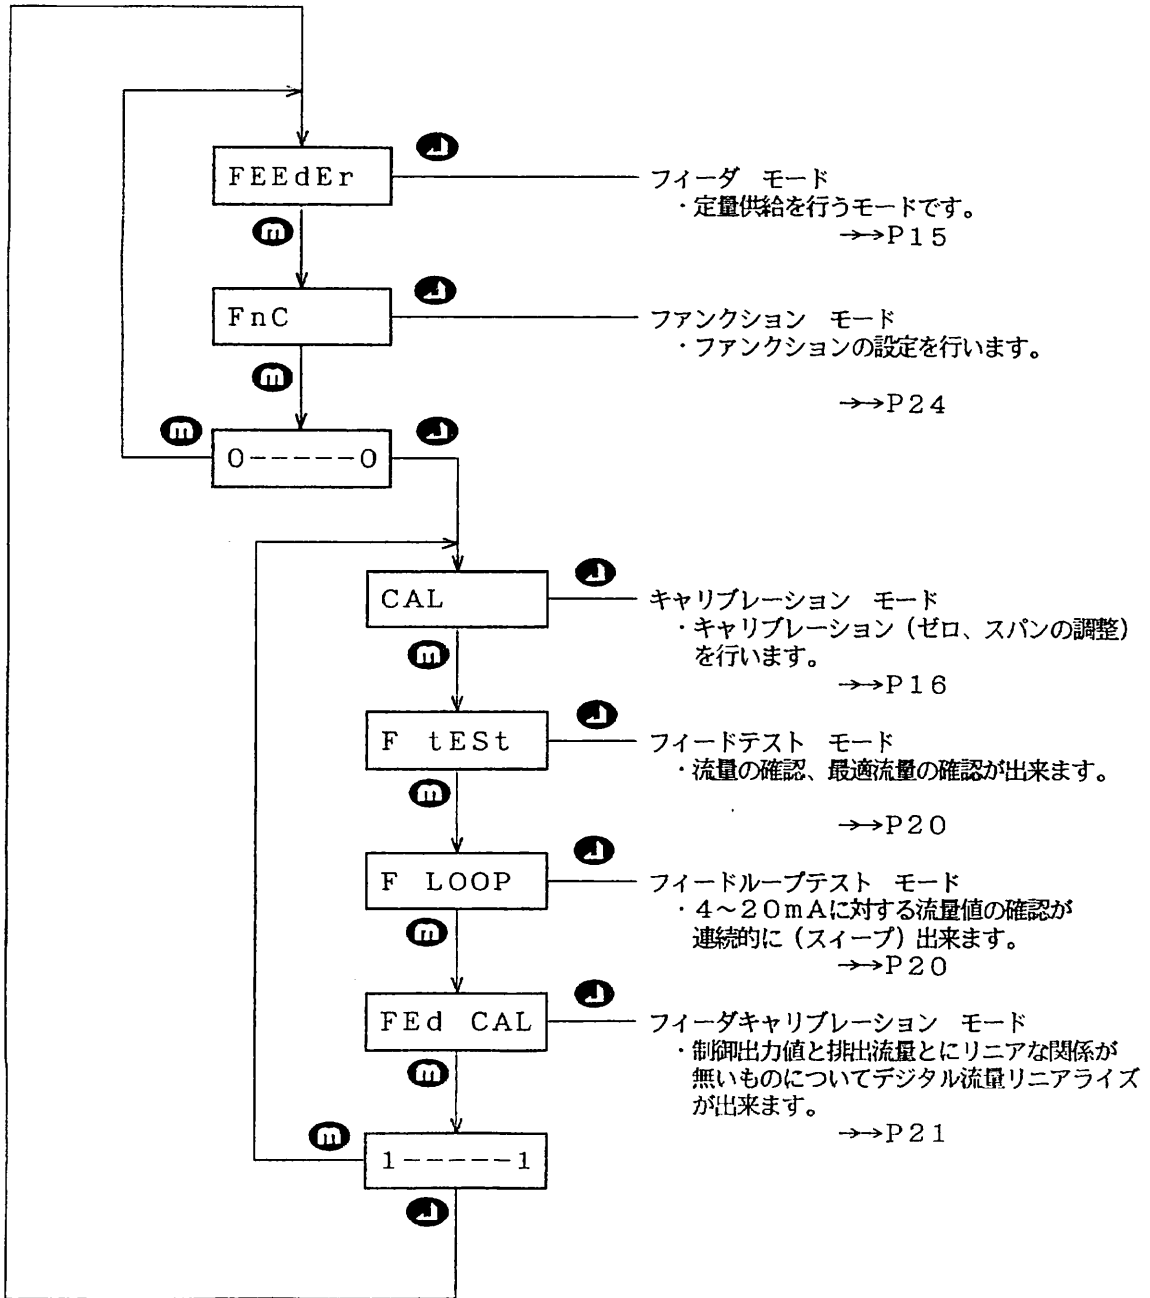 FEEdEr
フィーダ モード
・定量供給を行うモードです。
→→P15
m
FnC
ファンクション モード
・ファンクションの設定を行います。
m
→→P24
m
0-----0
CAL
キャリブレーション モード
・キャリブレーション（ゼロ、スパンの調整）
を行います。
m
→→P16
F tESt
フィードテスト モード
・流量の確認、最適流量の確認が出来ます。
m
→→P20
F LOOP
フィードループテスト モード
・4～20mAに対する流量値の確認が
連続的に（スイープ）出来ます。
m
→→P20
FEd CAL
フィーダキャリブレーション モード
・制御出力値と排出流量とにリニアな関係が
無いものについてデジタル流量リニアライズ
が出来ます。
m
→→P21
m
1-----1